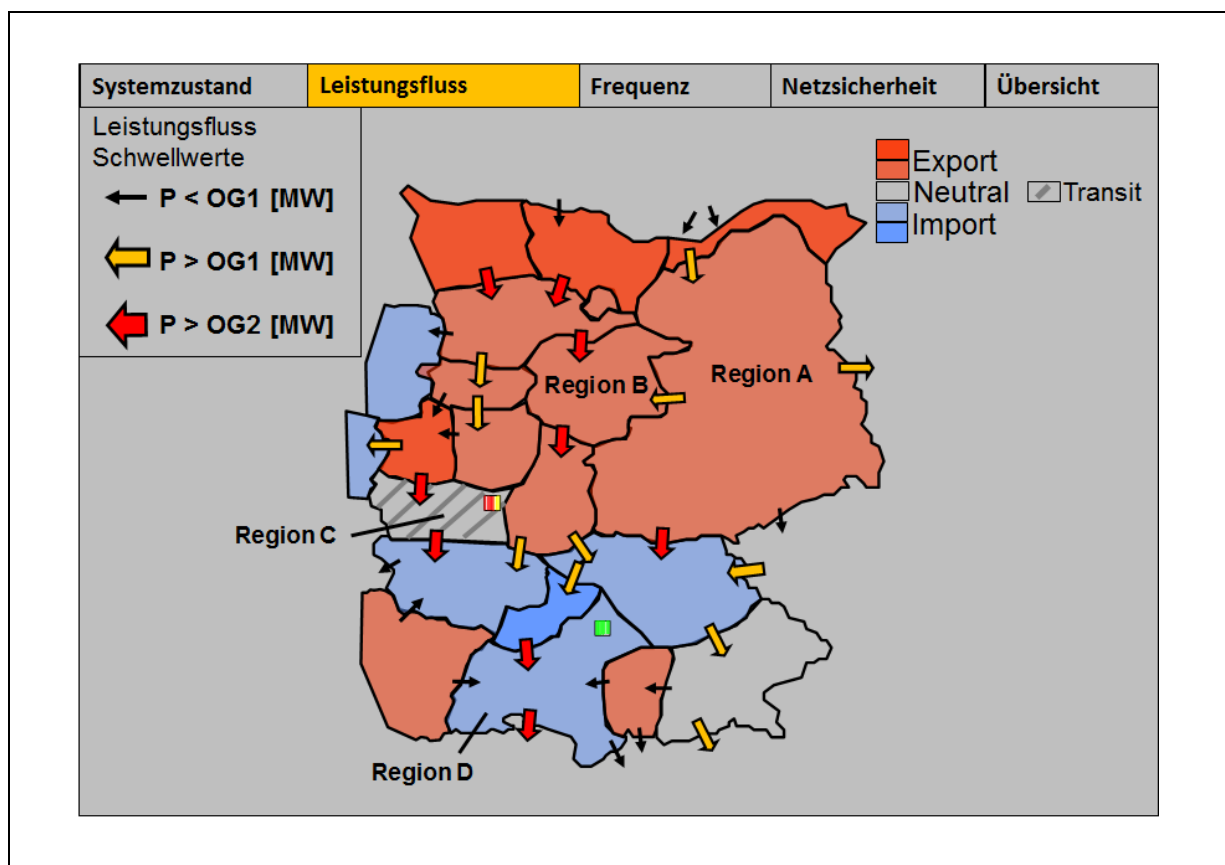 Systemzustand
Leistungsfluss
Frequenz
Netzsicherheit
Übersicht
Leistungsfluss
Schwellwerte
P < OG1 [MW]
P > OG1 [MW]
P > OG2 [MW]
Export
Neutral
Transit
Import
Region A
Region B
Region C
Region D